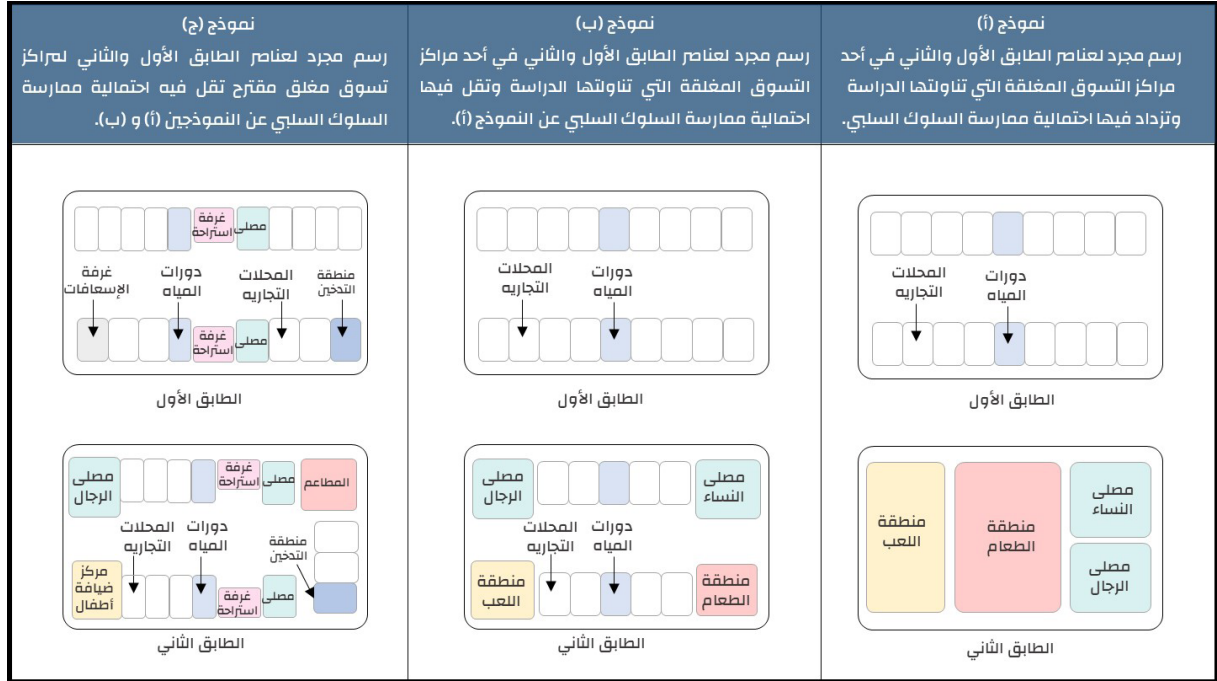 نموذج (أ)
رسم مجرد لعناصر الطابق الأول والثاني في أحد
مراكز التسوق المغلقة التي تناولتها الدراسة
وتزداد فيها احتمالية ممارسة السلوك السلبي.
نموذج (ب)
رسم مجرد لعناصر الطابق الأول والثاني في أحد مراكز
التسوق المغلقة التي تناولتها الدراسة وتقل فيها
احتمالية ممارسة السلوك السلبي عن النموذج (أ).
نموذج (ج)
رسم مجرد لعناصر الطابق الأول والثاني لمراكز
تسوق مغلق مقترح تقل فيه احتمالية ممارسة
السلوك السلبي عن النموذجين (أ) و (ب).
دورات
المياه
المحلات
التجاريه
الطابق الأول
مصلى
النساء
مصلى
الرجال
منطقة
الطعام
منطقة
اللعب
الطابق الثاني
دورات
المياه
المحلات
التجاريه
الطابق الأول
مصلى
النساء
مصلى
الرجال
دورات
المياه
المحلات
التجاريه
منطقة
الطعام
منطقة
اللعب
الطابق الثاني
مصلى
غرفة
استراحة
منطقة
التدخين
المحلات
التجاريه
دورات
المياه
غرفة
الإسعافات
مصلى
غرفة
استراحة
الطابق الأول
المطاعم
مصلى
غرفة
استراحة
مصلى
الرجال
منطقة
التدخين
دورات
المياه
المحلات
التجاريه
مصلى
غرفة
استراحة
مركز
ضيافة
أطفال
الطابق الثاني